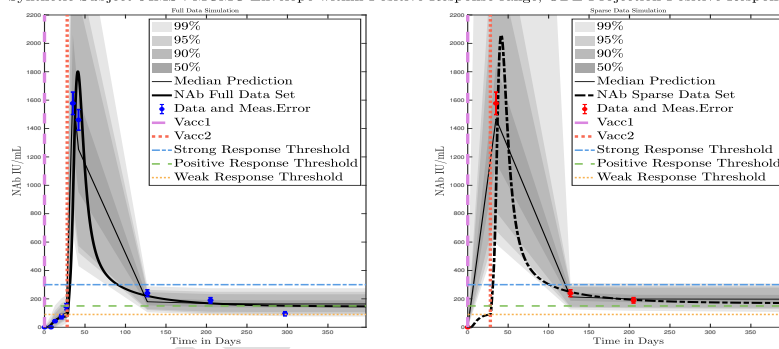 Full Data Simulation
Sparse Data Simulation
NAb IU/mL
2200
2000
1800
1600
1400
1200
1000
800
600
400
200
0
99%
95%
90%
50%
Median Prediction
NAb Full Data Set
Data and Meas.Error
Vacc1
Vacc2
Strong Response Threshold
Positive Response Threshold
Weak Response Threshold
0 50 100 150 200 250 300 350
Time in Days
NAb IU/mL
2200
2000
1800
1600
1400
1200
1000
800
600
400
200
0
99%
95%
90%
50%
Median Prediction
NAb Sparse Data Set
Data and Meas.Error
Vacc1
Vacc2
Strong Response Threshold
Positive Response Threshold
Weak Response Threshold
0 50 100 150 200 250 300 350
Time in Days